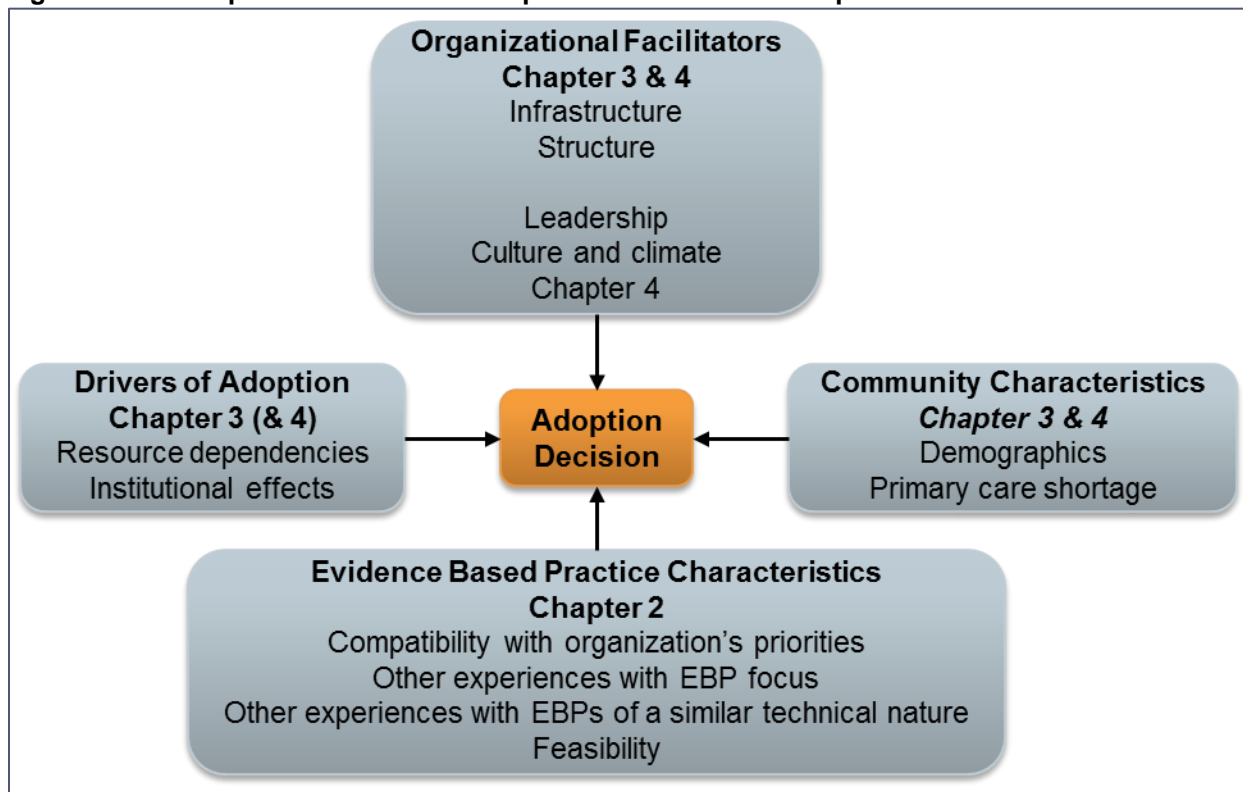 Organizational Facilitators
Chapter 3 & 4
Infrastructure
Structure
Leadership
Culture and climate
Chapter 4
Drivers of Adoption
Chapter 3 (& 4)
Resource dependencies
Institutional effects
Adoption
Decision
Community Characteristics
Chapter 3 & 4
Demographics
Primary care shortage
Evidence Based Practice Characteristics
Chapter 2
Compatibility with organization's priorities
Other experiences with EBP focus
Other experiences with EBPs of a similar technical nature
Feasibility